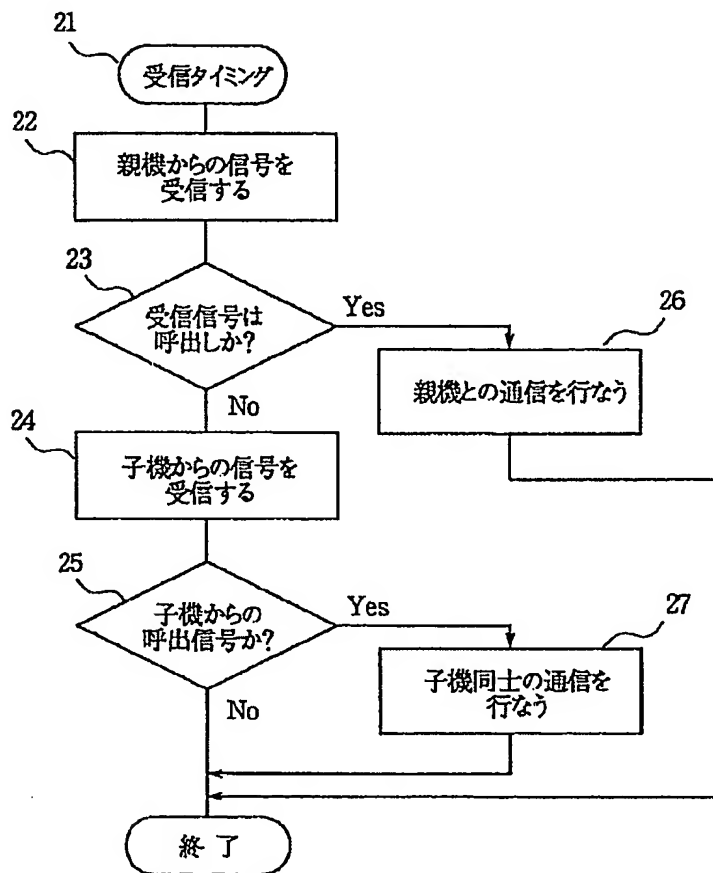 21
受信タイミング
22
親機からの信号を
受信する
23
受信信号は
呼出しか?
Yes
26
親機との通信を行なう
No
24
子機からの信号を
受信する
25
子機からの
呼出信号か?
Yes
27
子機同士の通信を
行なう
No
終了